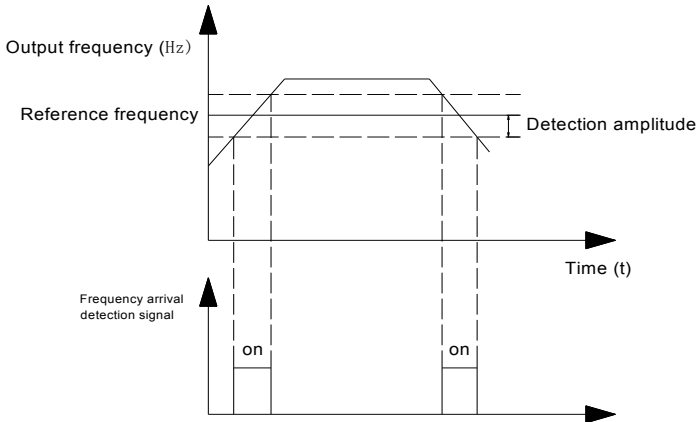 Output frequency (Hz)
Reference frequency
Detection amplitude
Time (t)
Frequency arrival
detection signal
on
on